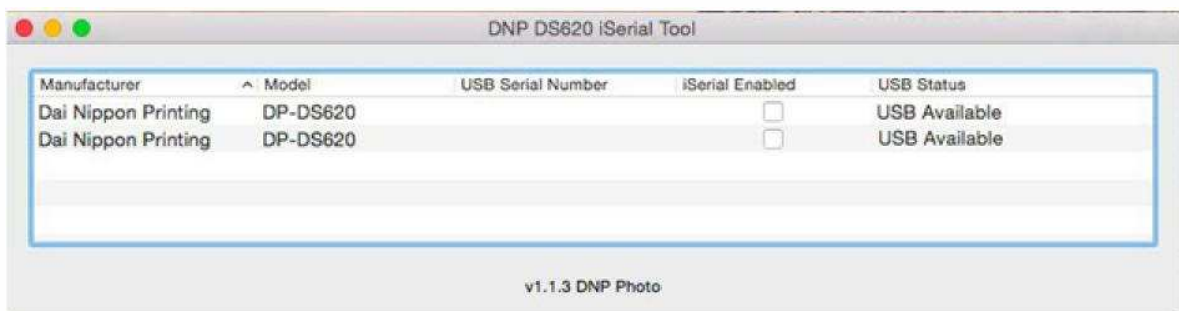 DNP DS620 iSerial Tool
Manufacturer Model USB Serial Number iSerial Enabled USB Status
Dai Nippon Printing DP-DS620 USB Available
Dai Nippon Printing DP-DS620 USB Available
v1.1.3 DNP Photo